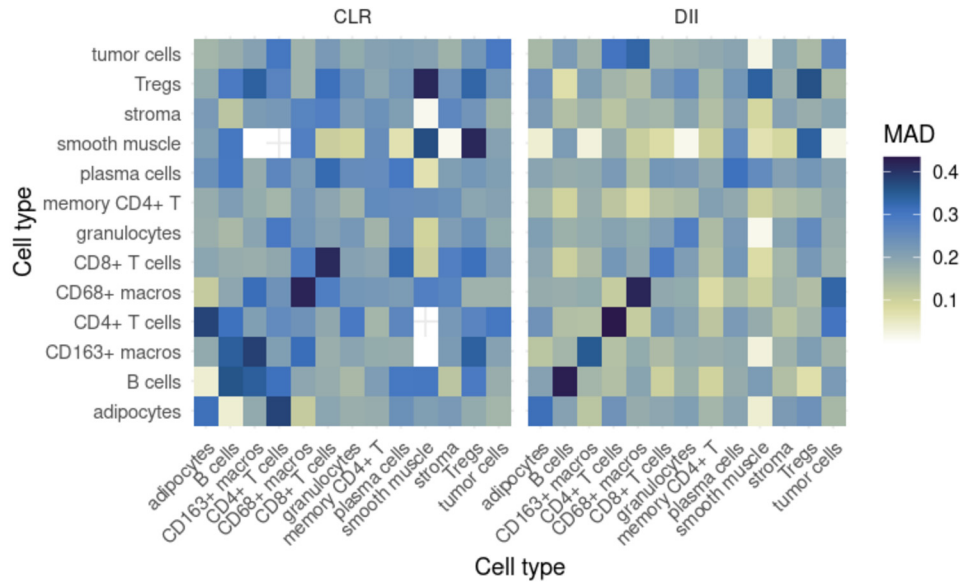 CLR DII
tumor cells
Tregs
stroma
smooth muscle
plasma cells
memory CD4+ T
granulocytes
CD8+ T cells
CD68+ macros
CD4+ T cells
CD163+ macros
B cells
adipocytes
Cell type
MAD
0.4
0.3
0.2
0.1
adipocytes
B cells
CD163+ macros
CD4+ T cells
CD68+ macros
CD8+ T cells
granulocytes
memory CD4+ T
plasma cells
smooth muscle
stroma
Tregs
tumor cells
adipocytes
B cells
CD163+ macros
CD4+ T cells
CD68+ macros
CD8+ T cells
granulocytes
memory CD4+ T
plasma cells
smooth muscle
stroma
Tregs
tumor cells
Cell type